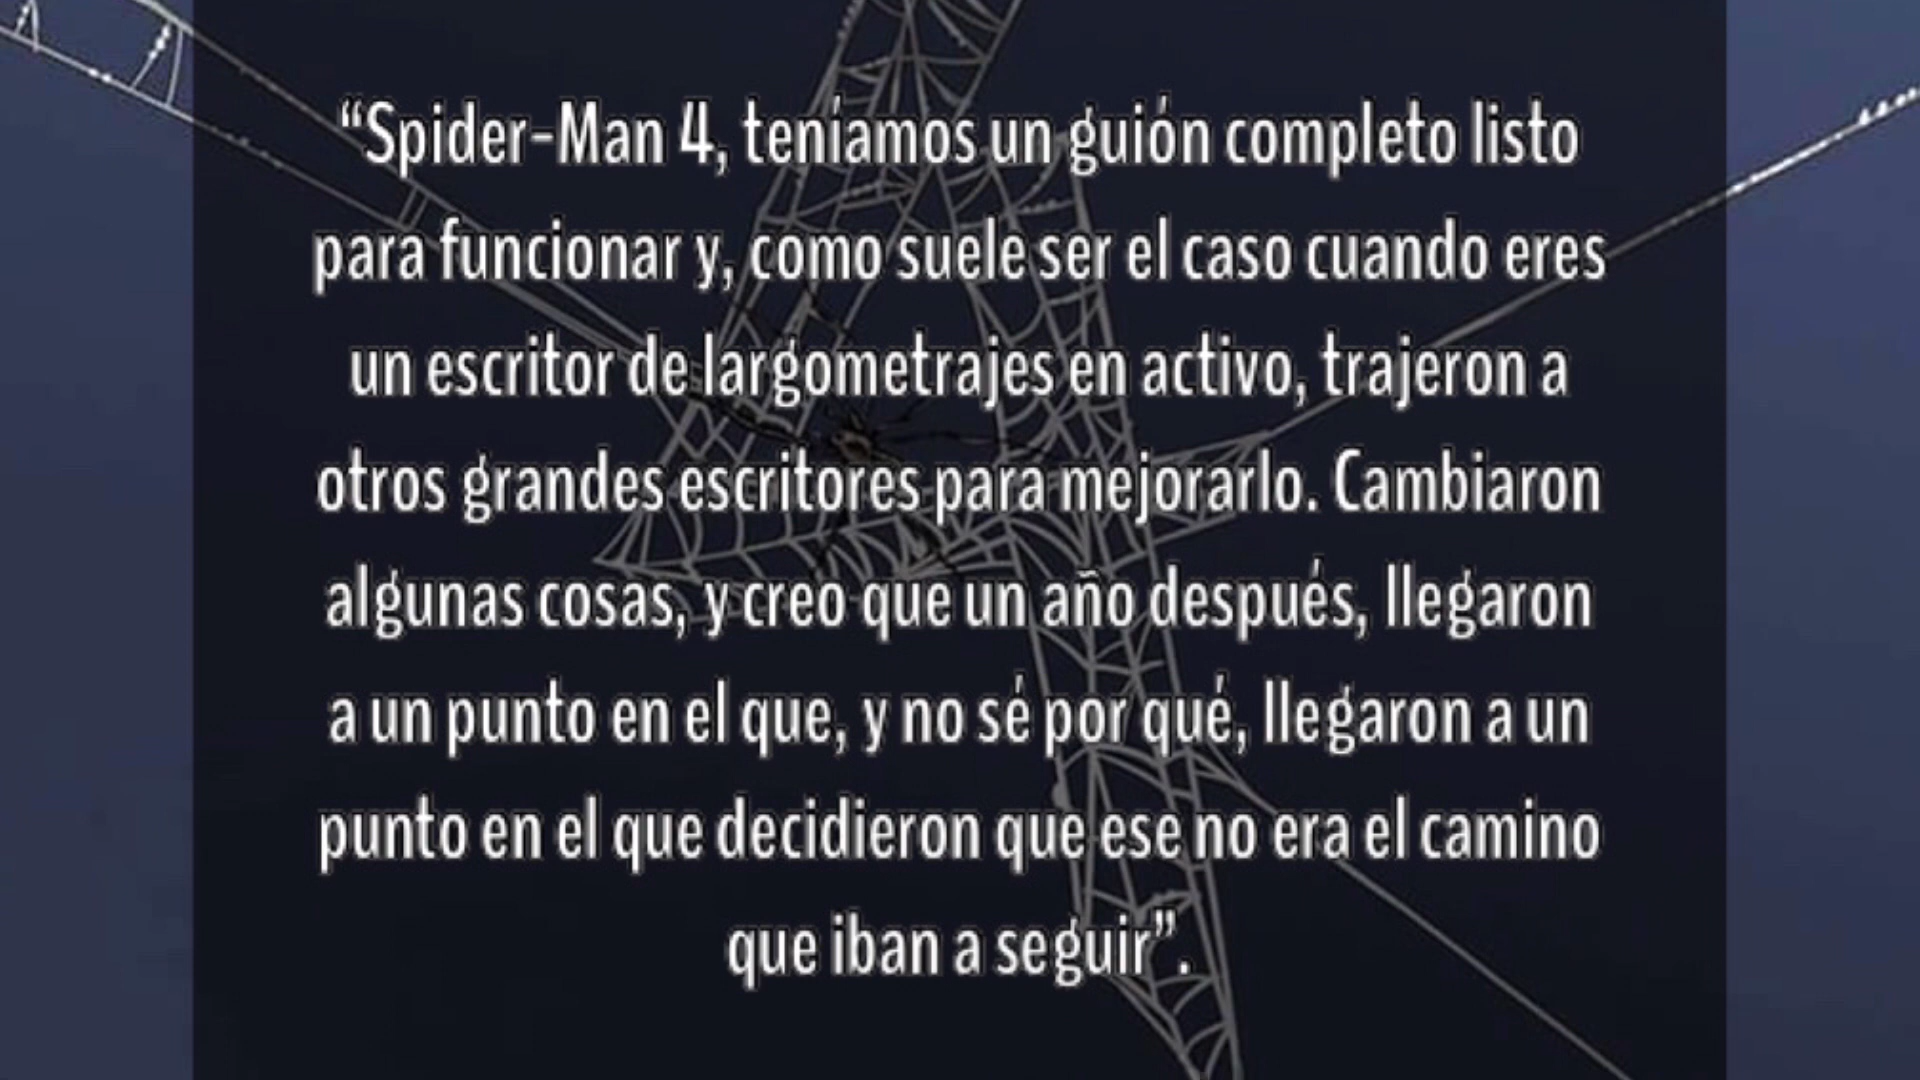 “Spider-Man 4, teníamos un guión completo listo
para funcionar y, como suele ser el caso cuando eres
un escritor de largometrajes en activo, trajeron a
otros grandes escritores para mejorarlo. Cambiaron
algunas cosas, y creo que un año después, llegaron
a un punto en el que, y no sé por qué, llegaron a un
punto en el que decidieron que ese no era el camino
que iban a seguir”.